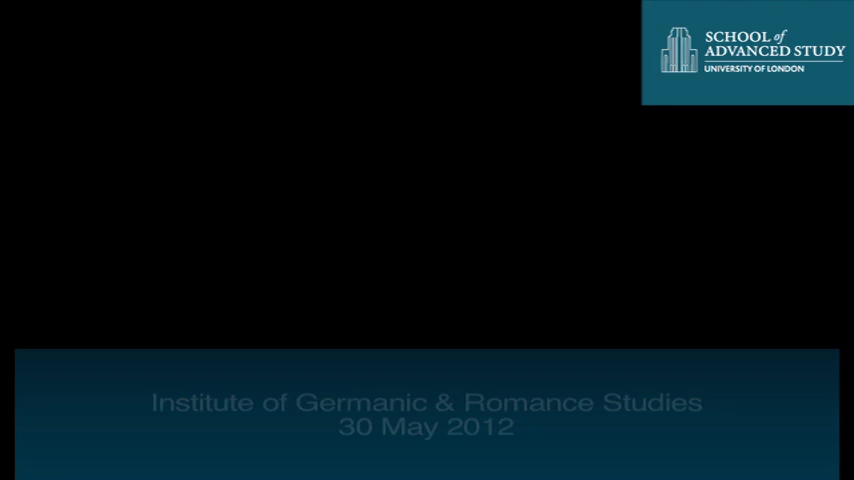 SCHOOL of
ADVANCED STUDY
UNIVERSITY OF LONDON
Institute of Germanic & Romance Studies
30 May 2012